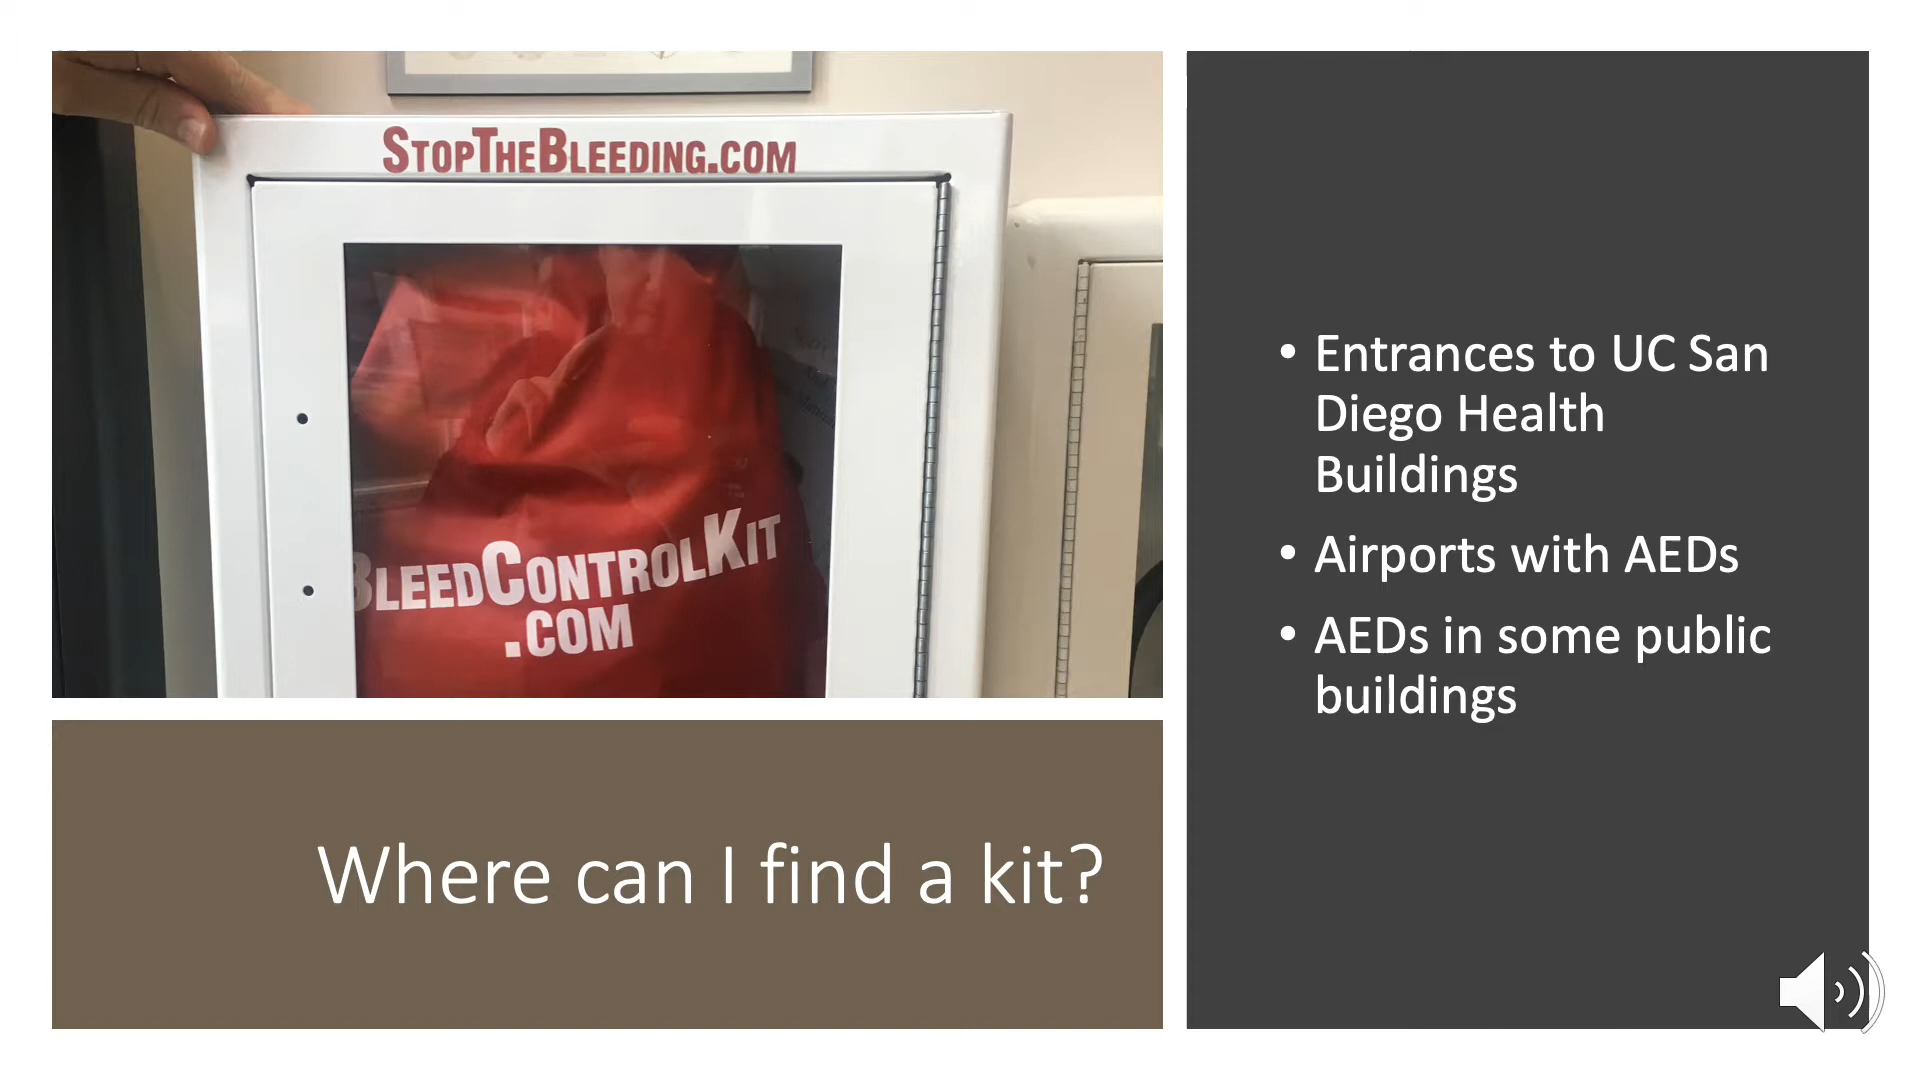 StopTheBleeding.com
BleedControlKit
.com
Where can I find a kit?
• Entrances to UC San
Diego Health
Buildings
• Airports with AEDs
• AEDs in some public
buildings